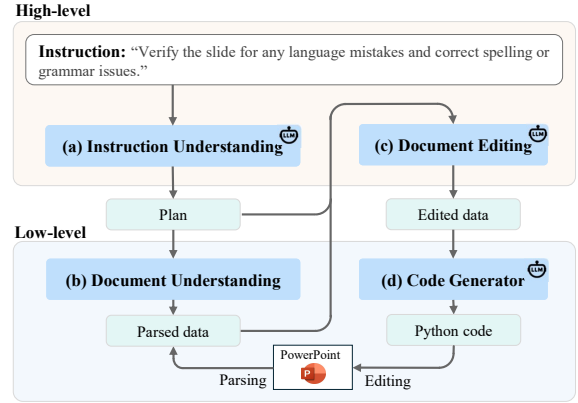 High-level
Instruction: “Verify the slide for any language mistakes and correct spelling or
grammar issues.”
(a) Instruction Understanding
LLM
(c) Document Editing
LLM
Plan
Edited data
Low-level
(b) Document Understanding
(d) Code Generator
LLM
Parsed data
Python code
PowerPoint
P
Parsing
Editing